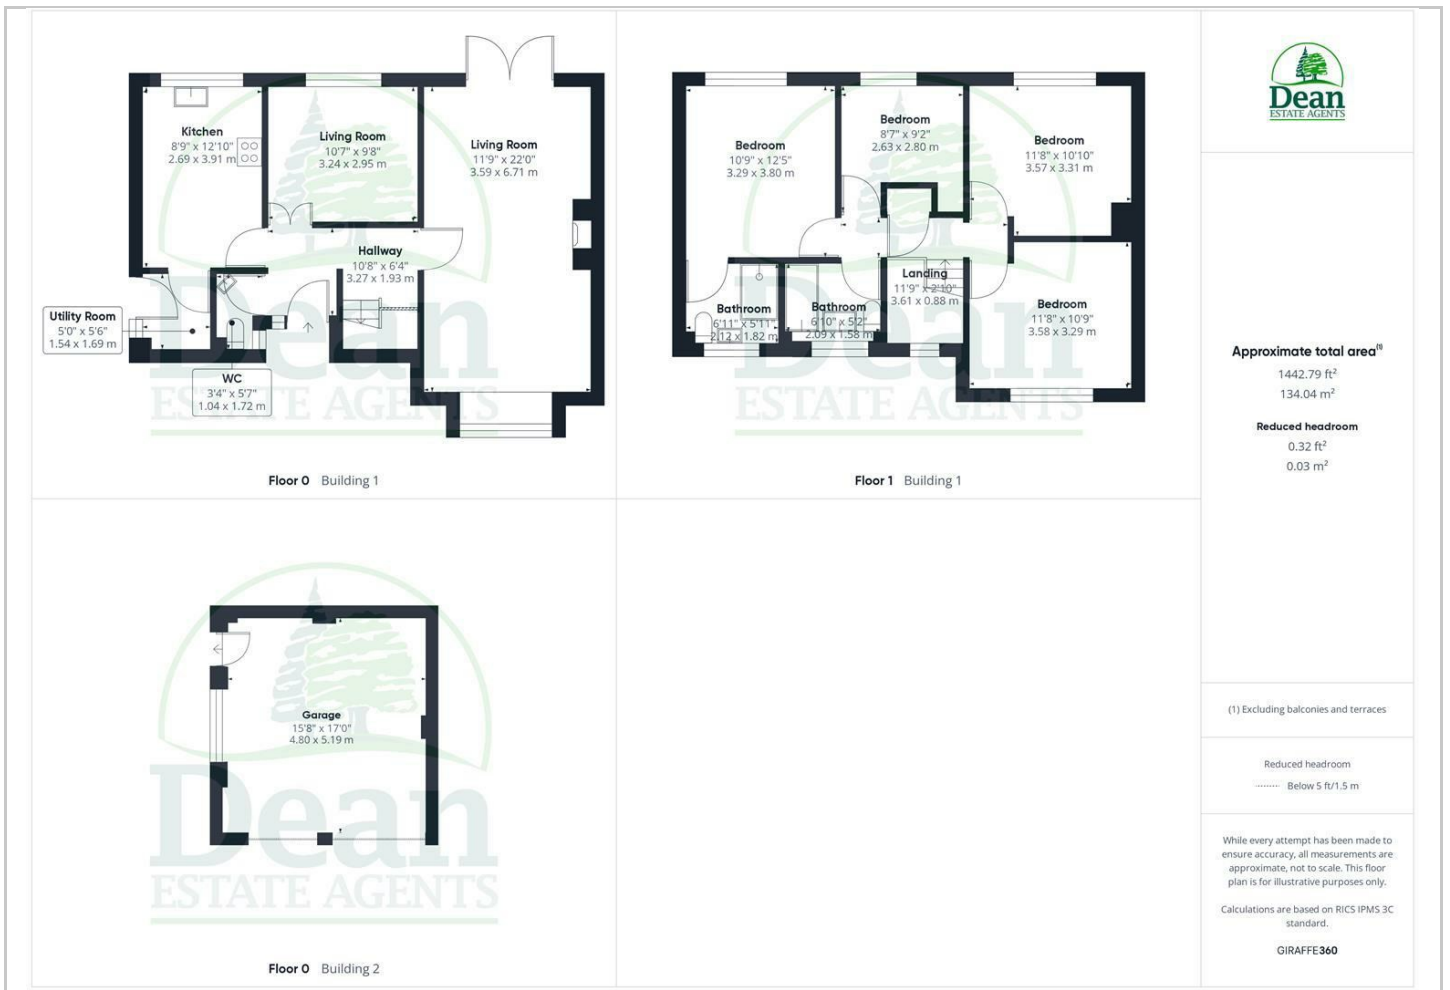 Kitchen
8'9" x 12'10"
2.69 x 3.91 m
Living Room
10'7" x 9'8"
3.24 x 2.95 m
Living Room
11'9" x 22'0"
3.59 x 6.71 m
Hallway
10'8" x 6'4"
3.27 x 1.93 m
Utility Room
5'0" x 5'6"
1.54 x 1.69 m
WC
3'4" x 5'7"
1.04 x 1.72 m
Dean
ESTATE AGENTS
Floor 0 Building 1
Bedroom
10'9" x 12'5"
3.29 x 3.80 m
Bedroom
8'7" x 9'2"
2.63 x 2.80 m
Bedroom
11'8" x 10'10"
3.57 x 3.31 m
Landing
11'9" x 2'10"
3.61 x 0.88 m
Bathroom
6'11" x 5'11"
2.12 x 1.82 m
Bathroom
6'10" x 5'2"
2.09 x 1.58 m
Bedroom
11'8" x 10'9"
3.58 x 3.29 m
Dean
ESTATE AGENTS
Floor 1 Building 1
Garage
15'8" x 17'0"
4.80 x 5.19 m
Dean
ESTATE AGENTS
Floor 0 Building 2
Dean
ESTATE AGENTS
Approximate total area(1)
1442.79 ft²
134.04 m²
Reduced headroom
0.32 ft²
0.03 m²
(1) Excluding balconies and terraces
Reduced headroom
Below 5 ft/1.5 m
While every attempt has been made to
ensure accuracy, all measurements are
approximate, not to scale. This floor
plan is for illustrative purposes only.
Calculations are based on RICS IPMS 3C
standard.
GIRAFFE360